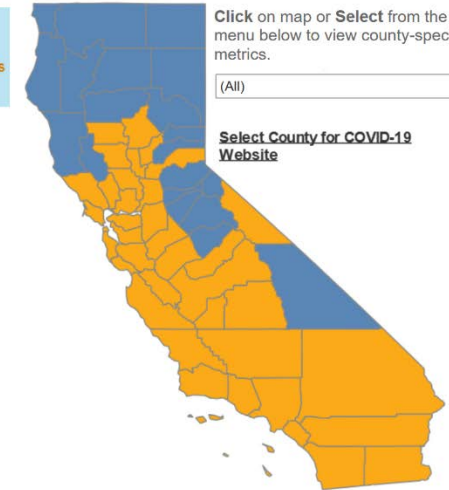 Click on map or Select from the
menu below to view county-spec
metrics.
(All)
Select County for COVID-19
Website
s